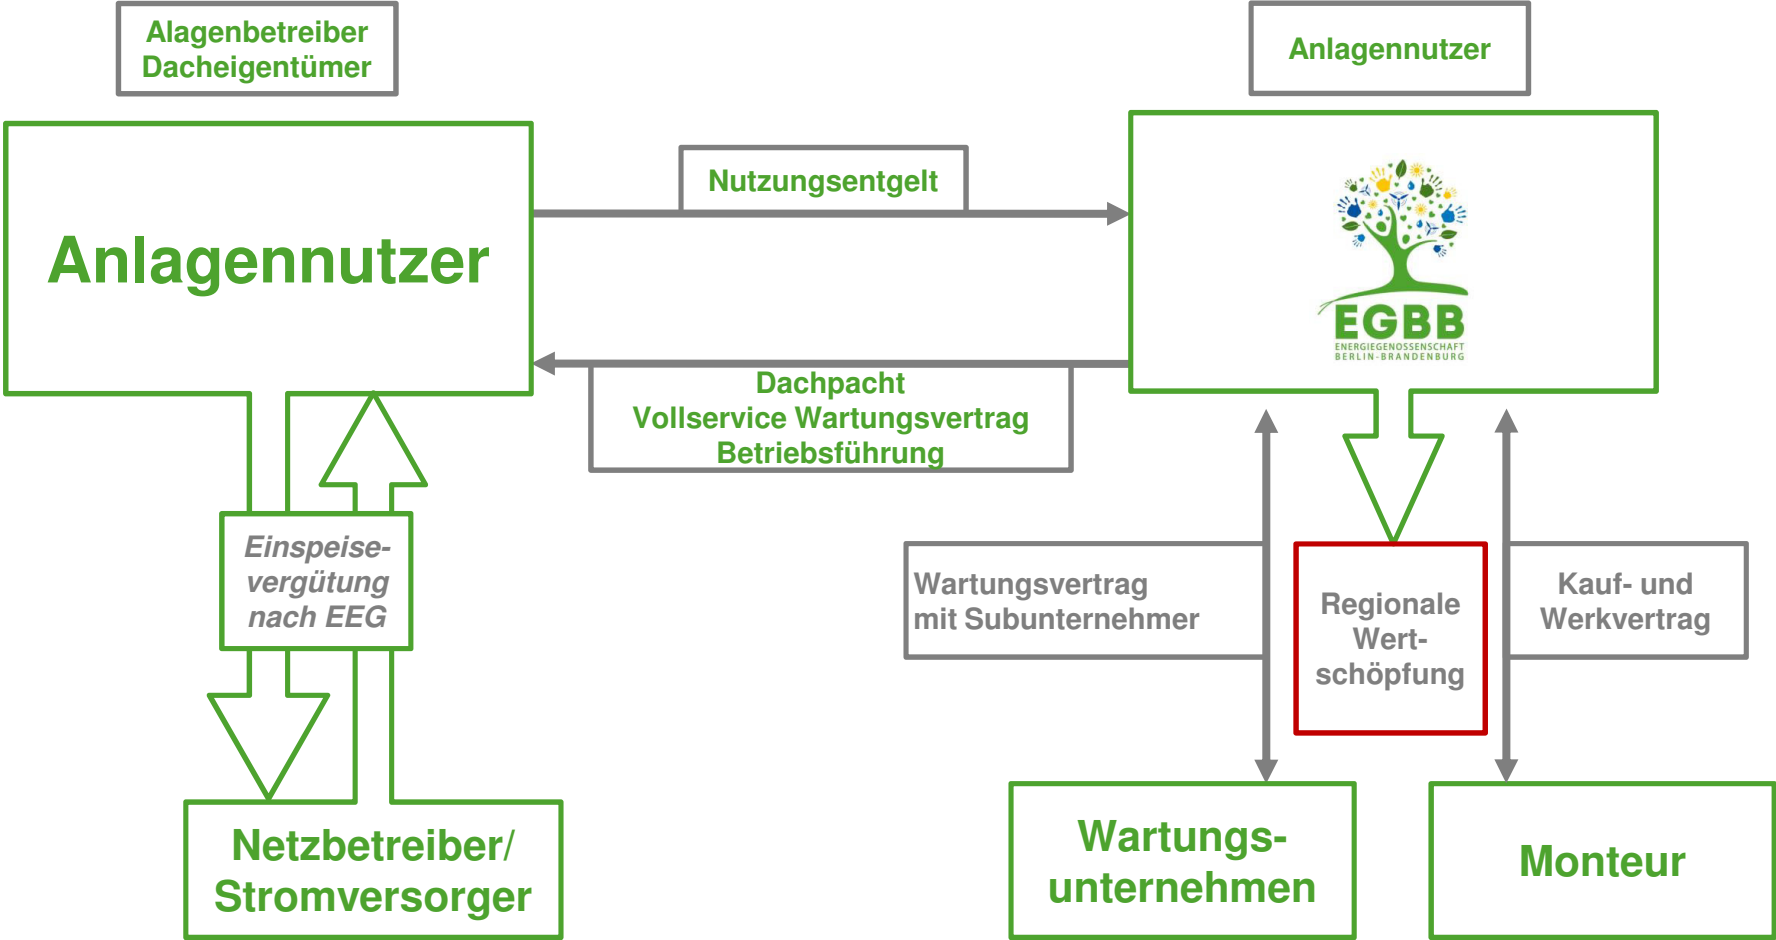 Alagenbetreiber
Dacheigentümer
Anlagennutzer
Nutzungsentgelt
Anlagennutzer
EGBB
ENERGIEGENOSSENSCHAFT
BERLIN-BRANDENBURG
Dachpacht
Vollservice Wartungsvertrag
Betriebsführung
Einspeise-
vergütung
nach EEG
Wartungsvertrag
mit Subunternehmer
Regionale
Wert-
schöpfung
Kauf- und
Werkvertrag
Netzbetreiber/
Stromversorger
Wartungs-
unternehmen
Monteur